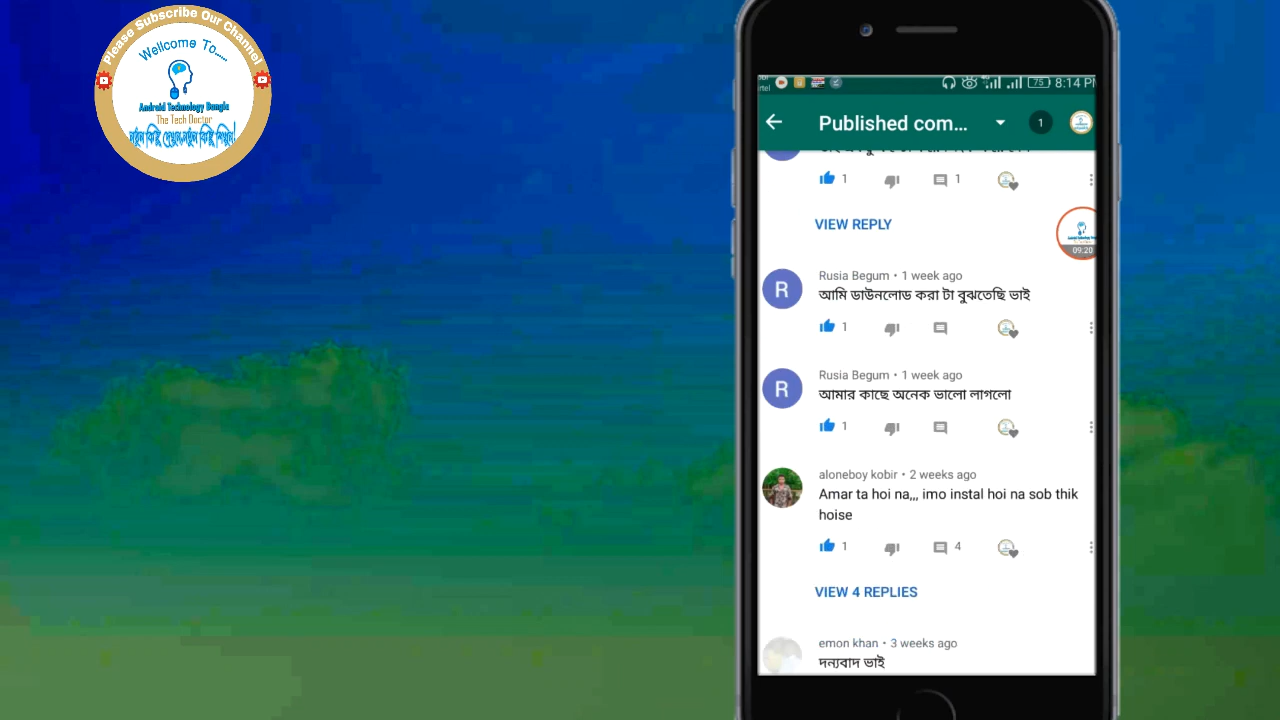 Please Subscribe Our Channel
Wellcome To.....
Android Technology Bangla
The Tech Doctor
75 8:14 PM
Published com...
1
1
1
VIEW REPLY
09:20
Rusia Begum • 1 week ago
আমি ডাউনলোড করা টা বুঝতেছি ভাই
1
Rusia Begum • 1 week ago
আমার কাছে অনেক ভালো লাগলো
1
aloneboy kobir • 2 weeks ago
Amar ta hoi na,,, imo instal hoi na sob thik
hoise
1
4
VIEW 4 REPLIES
emon khan • 3 weeks ago
দন্যবাদ ভাই